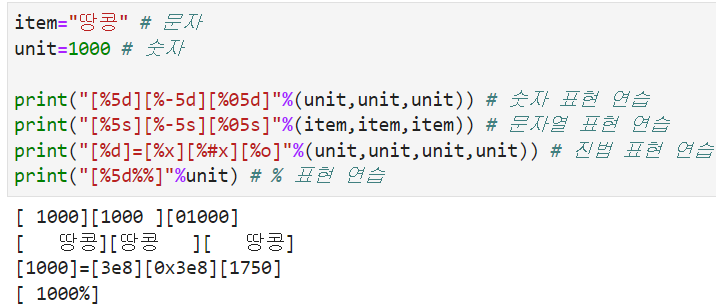 item="땅콩" # 문자
unit=1000 # 숫자
print("[%5d][%-5d][%05d]"%(unit,unit,unit)) # 숫자 표현 연습
print("[%5s][%-5s][%05s]"%(item,item,item)) # 문자열 표현 연습
print("[%d]=[%x][%#x][%o]"%(unit,unit,unit,unit)) # 진법 표현 연습
print("[%5d%%]"%unit) # % 표현 연습
[ 1000][1000 ][01000]
[   땅콩][땅콩   ][   땅콩]
[1000]=[3e8][0x3e8][1750]
[ 1000%]